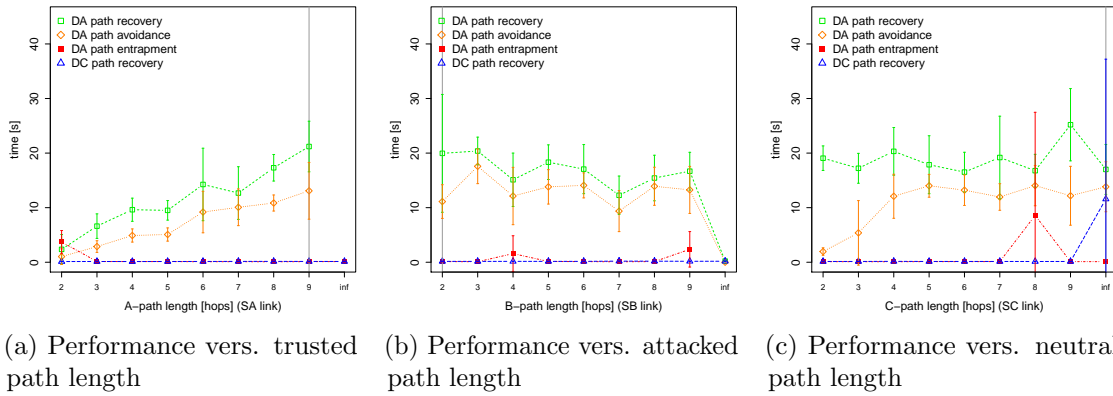 DA path recovery
DA path avoidance
DA path entrapment
DC path recovery
time [s]
0 10 20 30 40
2 3 4 5 6 7 8 9 inf
A−path length [hops] (SA link)
(a) Performance vers. trusted
path length
DA path recovery
DA path avoidance
DA path entrapment
DC path recovery
time [s]
0 10 20 30 40
2 3 4 5 6 7 8 9 inf
B−path length [hops] (SB link)
(b) Performance vers. attacked
path length
DA path recovery
DA path avoidance
DA path entrapment
DC path recovery
time [s]
0 10 20 30 40
2 3 4 5 6 7 8 9 inf
C−path length [hops] (SC link)
(c) Performance vers. neutral
path length